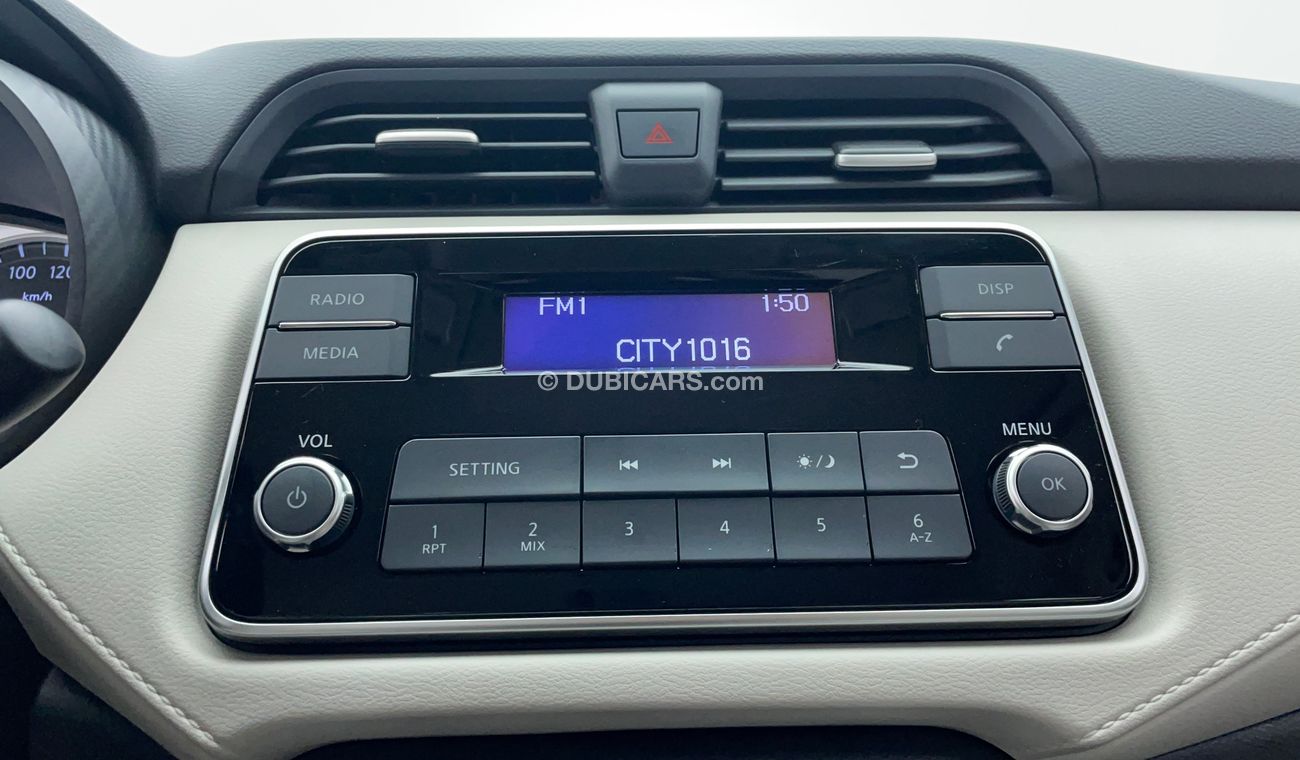 100 120
km/h
RADIO
MEDIA
FM1 1:50
CITY1016
© DUBICARS.com
DISP
VOL
MENU
SETTING
OK
1 2 3 4 5 6
RPT MIX A-Z